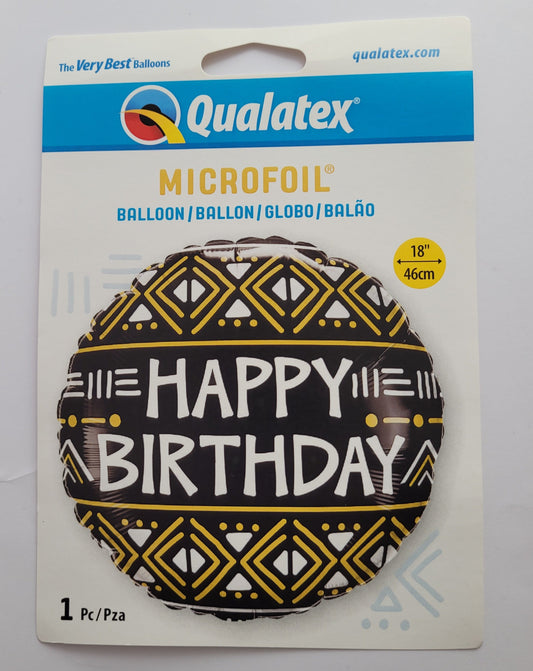 The Very Best Balloons
qualatex.com
Qualatex®
MICROFOIL®
BALLOON/BALLON/GLOBO/BALÃO
18"
46cm
HAPPY
BIRTHDAY
1 Pc/Pza